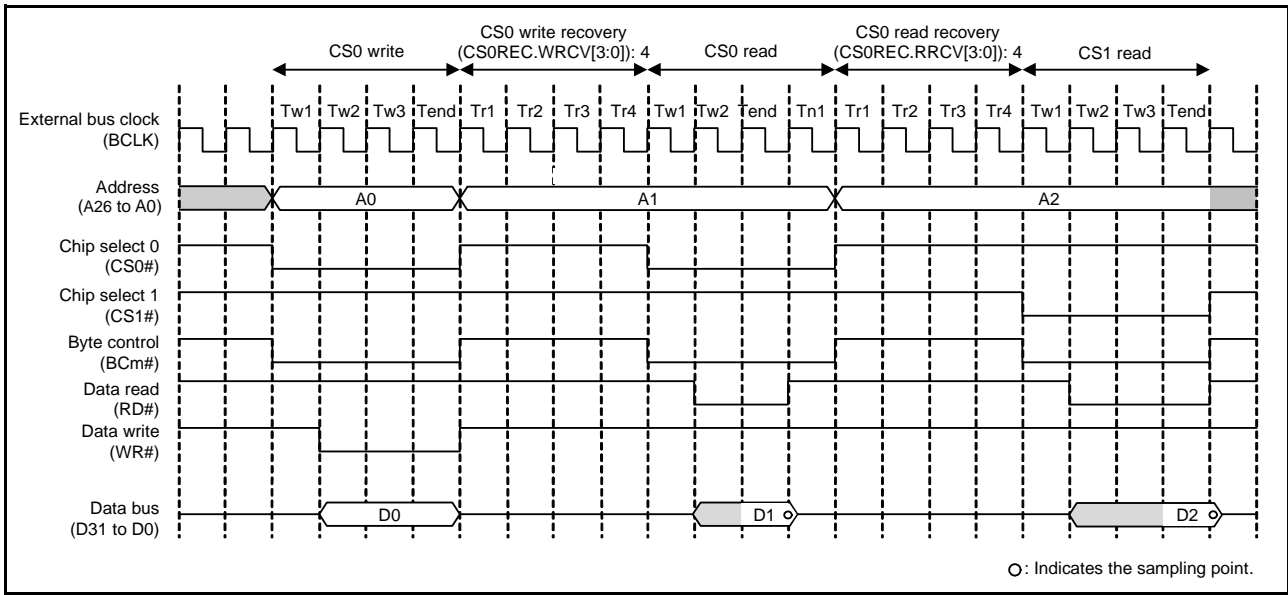 CS0 write recovery
CS0 read recovery
CS0 write (CS0REC.WRCV[3:0]): 4 CS0 read (CS0REC.RRCV[3:0]): 4 CS1 read
Tw1 Tw2 Tw3 Tend Tr1 Tr2 Tr3 Tr4 Tw1 Tw2 Tend Tn1 Tr1 Tr2 Tr3 Tr4 Tw1 Tw2 Tw3 Tend
External bus clock
(BCLK)
Address
(A26 to A0)
A0 A1 A2
Chip select 0
(CS0#)
Chip select 1
(CS1#)
Byte control
(BCm#)
Data read
(RD#)
Data write
(WR#)
Data bus
(D31 to D0)
D0 D1 D2
: Indicates the sampling point.